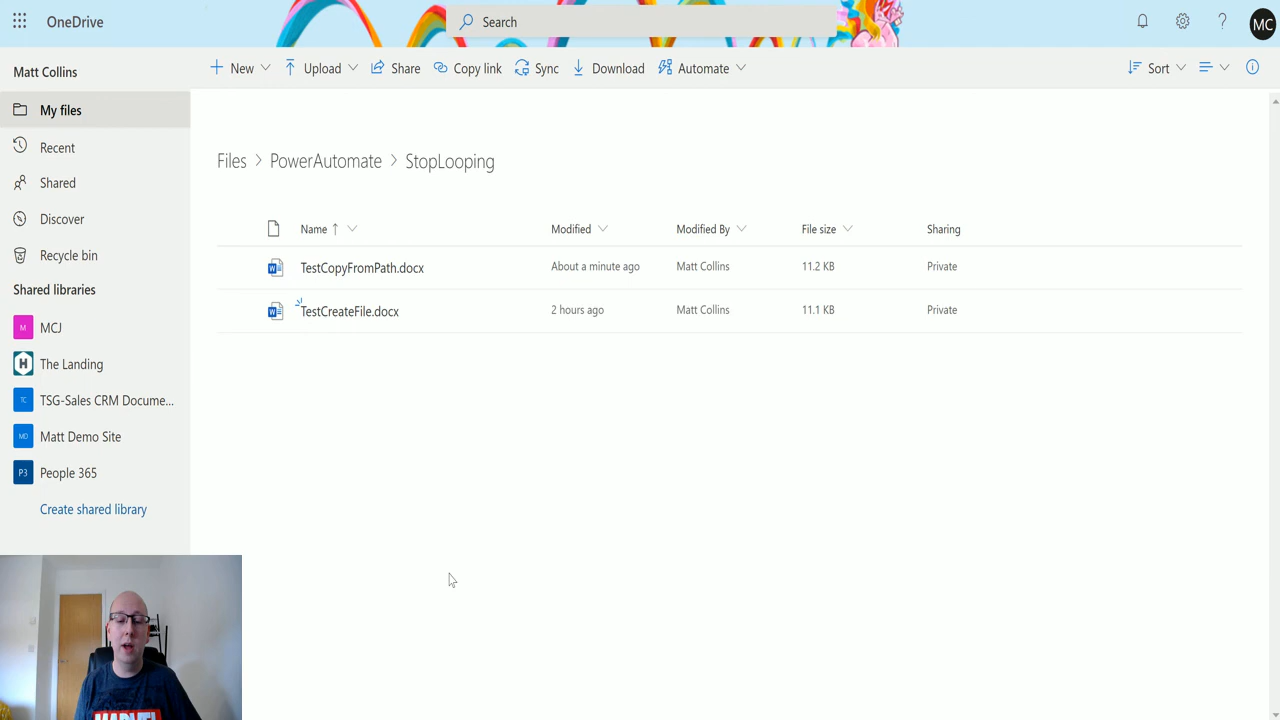 OneDrive
Search
MC
Matt Collins
New
Upload
Share
Copy link
Sync
Download
Automate
Sort
My files
Recent
Shared
Discover
Recycle bin
Shared libraries
M MCJ
H The Landing
TC TSG-Sales CRM Docume...
MD Matt Demo Site
P3 People 365
Create shared library
Files > PowerAutomate > StopLooping
Name Modified Modified By File size Sharing
TestCopyFromPath.docx About a minute ago Matt Collins 11.2 KB Private
TestCreateFile.docx 2 hours ago Matt Collins 11.1 KB Private
MARVEL